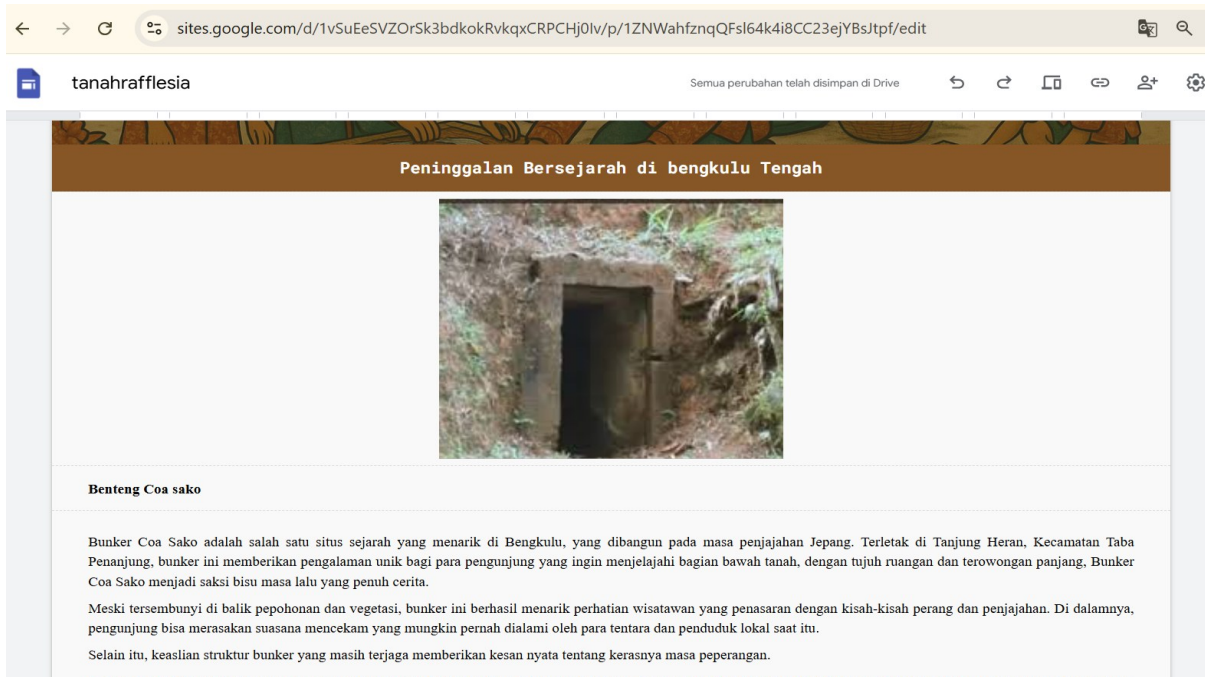 sites.google.com/d/1vSuEeSVZOrSk3bdkokRvkqxCRPCHj0Iv/p/1ZNWahfznqQFsl64k4i8CC23ejYBsJtpf/edit
tanahrafflesia
Semua perubahan telah disimpan di Drive
Peninggalan Bersejarah di bengkulu Tengah
Benteng Coa sako
Bunker Coa Sako adalah salah satu situs sejarah yang menarik di Bengkulu, yang dibangun pada masa penjajahan Jepang. Terletak di Tanjung Heran, Kecamatan Taba
Penanjung, bunker ini memberikan pengalaman unik bagi para pengunjung yang ingin menjelajahi bagian bawah tanah, dengan tujuh ruangan dan terowongan panjang, Bunker
Coa Sako menjadi saksi bisu masa lalu yang penuh cerita.
Meski tersembunyi di balik pepohonan dan vegetasi, bunker ini berhasil menarik perhatian wisatawan yang penasaran dengan kisah-kisah perang dan penjajahan. Di dalamnya,
pengunjung bisa merasakan suasana mencekam yang mungkin pernah dialami oleh para tentara dan penduduk lokal saat itu.
Selain itu, keaslian struktur bunker yang masih terjaga memberikan kesan nyata tentang kerasnya masa peperangan.